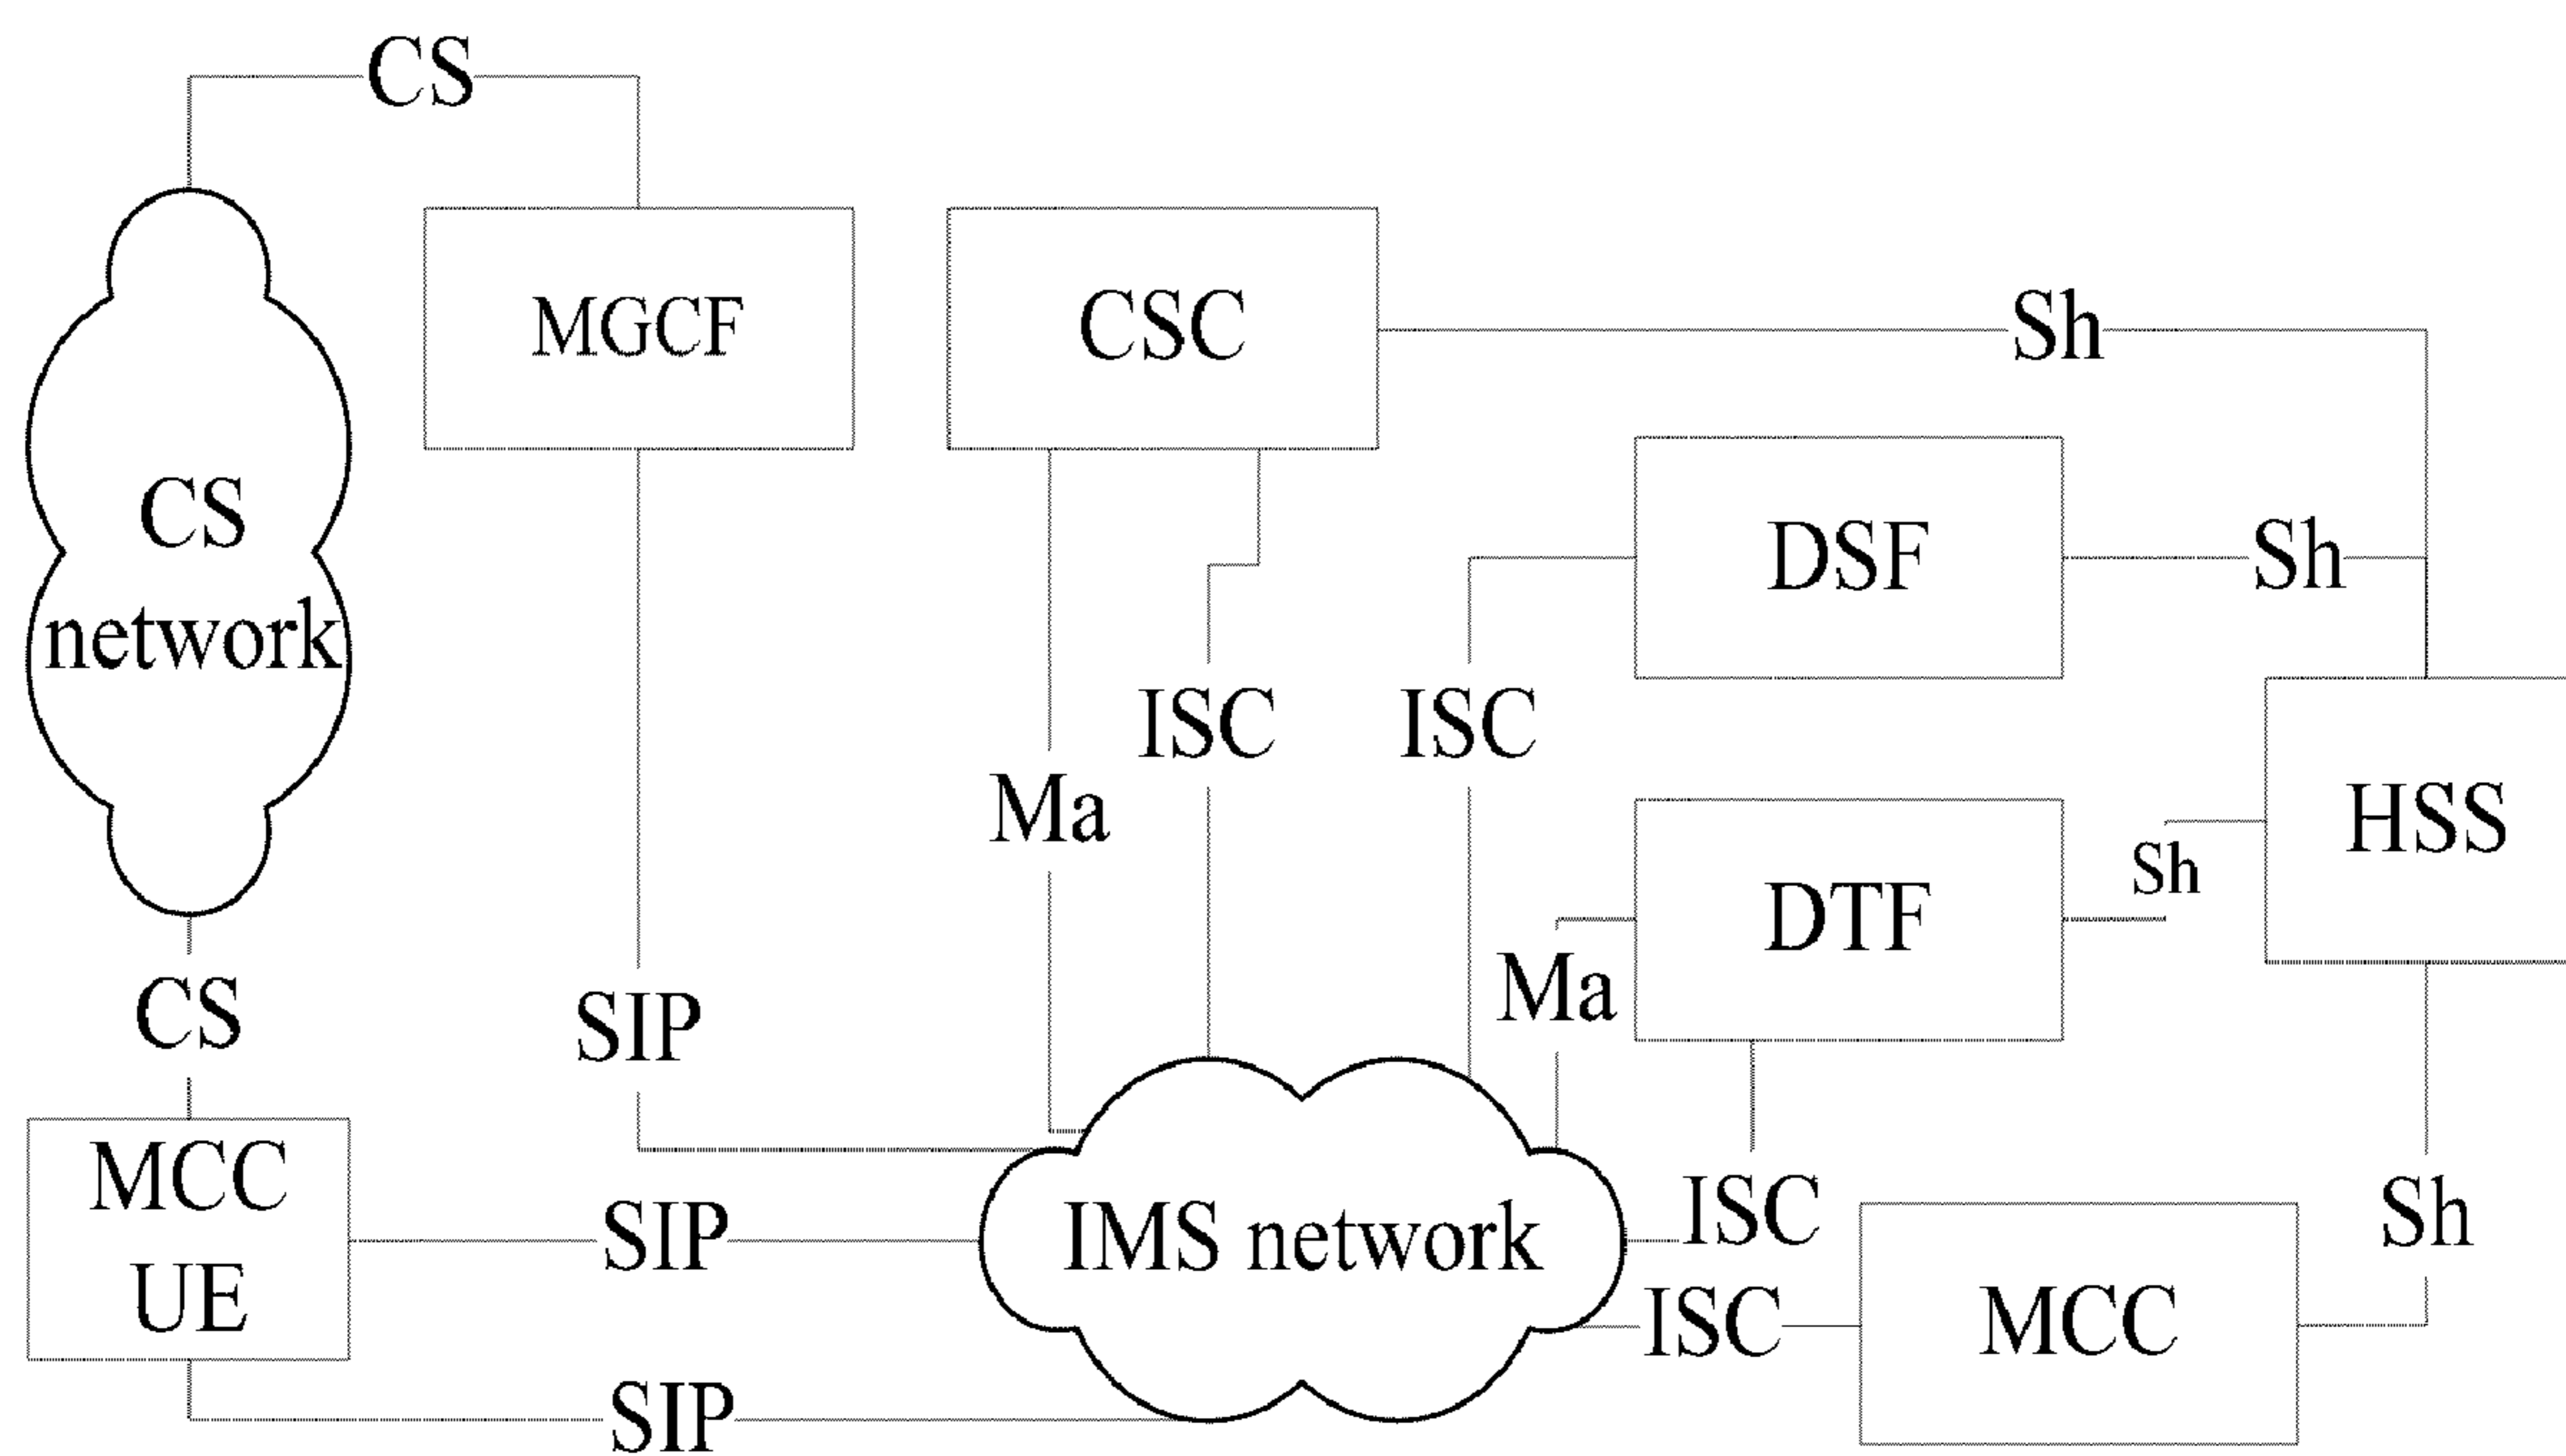 CS
MGCF
CSC
Sh
CS
network
DSF
Sh
ISC
ISC
Ma
HSS
Sh
DTF
Ma
CS
SIP
MCC
UE
SIP
IMS network
ISC
ISC
MCC
Sh
SIP